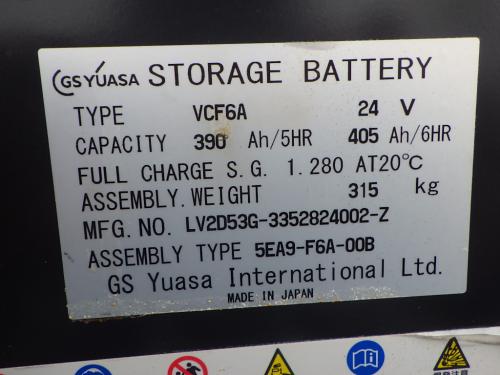 GS YUASA STORAGE BATTERY
TYPE VCF6A 24 V
CAPACITY 390 Ah/5HR 405 Ah/6HR
FULL CHARGE S.G. 1.280 AT20℃
ASSEMBLY.WEIGHT 315 kg
MFG.NO. LV2D53G-3352824002-Z
ASSEMBLY TYPE 5EA9-F6A-00B
GS Yuasa International Ltd.
MADE IN JAPAN